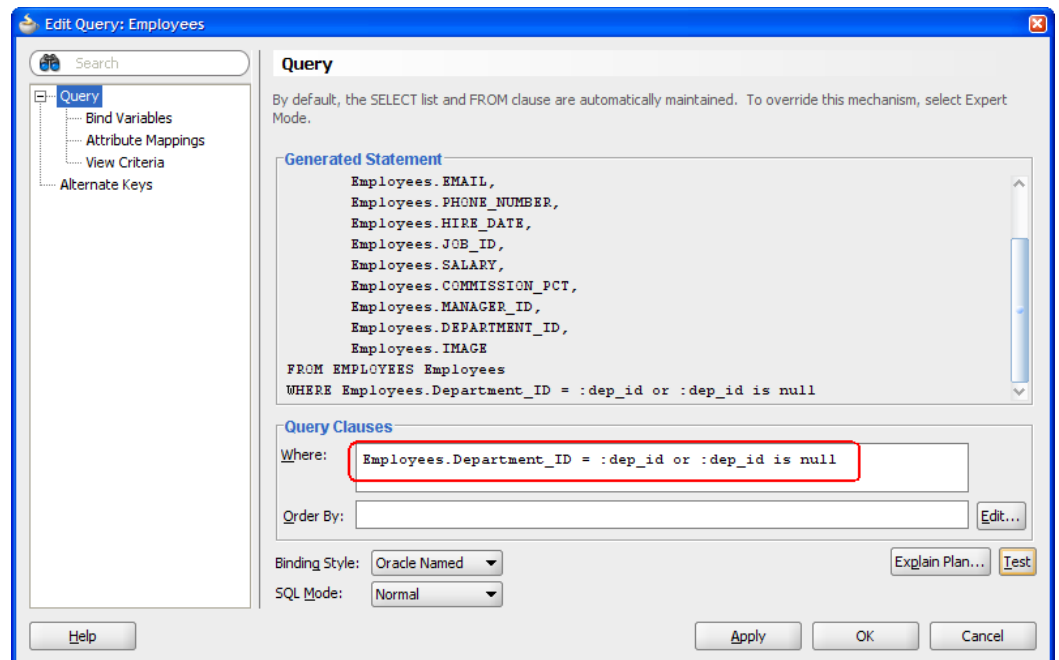 Edit Query: Employees
Search
Query
Bind Variables
Attribute Mappings
View Criteria
Alternate Keys
Query
By default, the SELECT list and FROM clause are automatically maintained. To override this mechanism, select Expert
Mode.
Generated Statement
Employees.EMAIL,
Employees.PHONE_NUMBER,
Employees.HIRE_DATE,
Employees.JOB_ID,
Employees.SALARY,
Employees.COMMISSION_PCT,
Employees.MANAGER_ID,
Employees.DEPARTMENT_ID,
Employees.IMAGE
FROM EMPLOYEES Employees
WHERE Employees.Department_ID = :dep_id or :dep_id is null
Query Clauses
Where: Employees.Department_ID = :dep_id or :dep_id is null
Order By: Edit...
Binding Style: Oracle Named Explain Plan... Test
SQL Mode: Normal
Help Apply OK Cancel